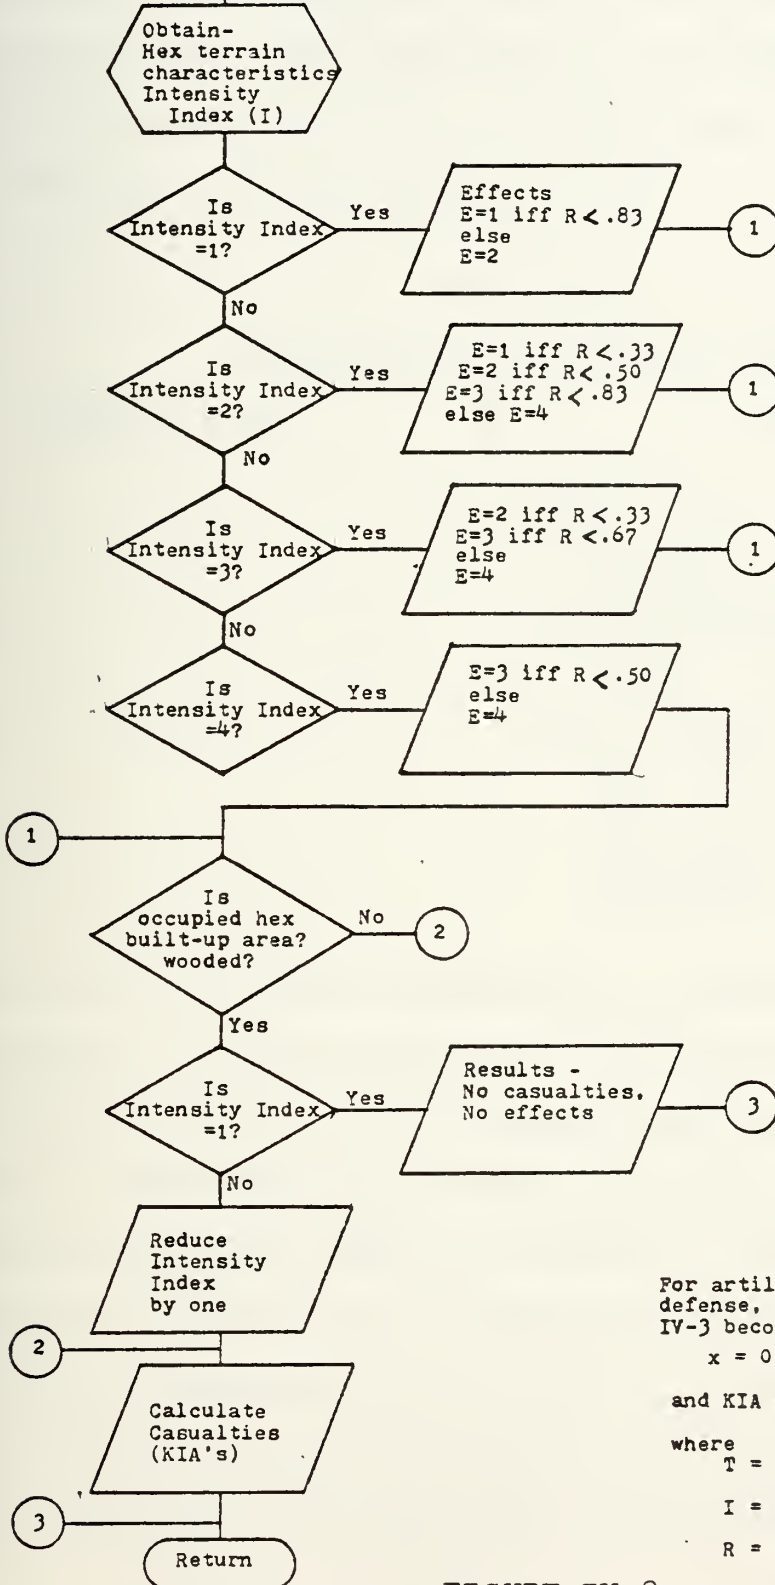 Obtain-
Hex terrain
characteristics
Intensity
Index (I)
Is
Intensity Index
=1?
Yes
Effects
E=1 iff R < .83
else
E=2
1
No
Is
Intensity Index
=2?
Yes
E=1 iff R < .33
E=2 iff R < .50
E=3 iff R < .83
else E=4
1
No
Is
Intensity Index
=3?
Yes
E=2 iff R < .33
E=3 iff R < .67
else
E=4
1
No
Is
Intensity Index
=4?
Yes
E=3 iff R < .50
else
E=4
1
Is
occupied hex
built-up area?
wooded?
No
2
Yes
Is
Intensity Index
=1?
Yes
Results -
No casualties,
No effects
3
No
Reduce
Intensity
Index
by one
2
Calculate
Casualties
(KIA's)
3
Return
For artil
defense,
IV-3 beco
x = 0
and KIA
where
T =
I =
R =